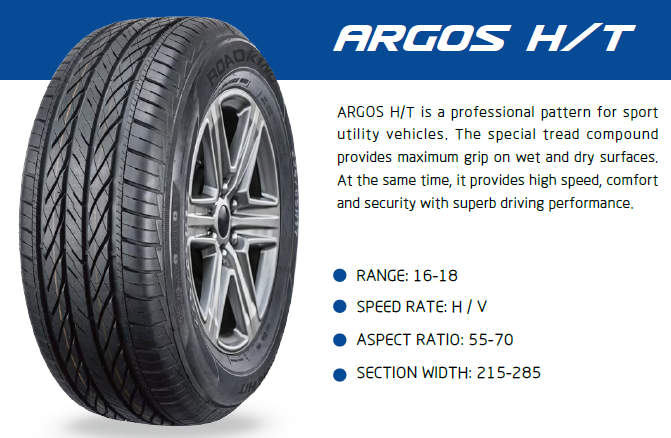 ARGOS H/T
ARGOS H/T is a professional pattern for sport
utility vehicles. The special tread compound
provides maximum grip on wet and dry surfaces.
At the same time, it provides high speed, comfort
and security with superb driving performance.
RANGE: 16-18
SPEED RATE: H / V
ASPECT RATIO: 55-70
SECTION WIDTH: 215-285